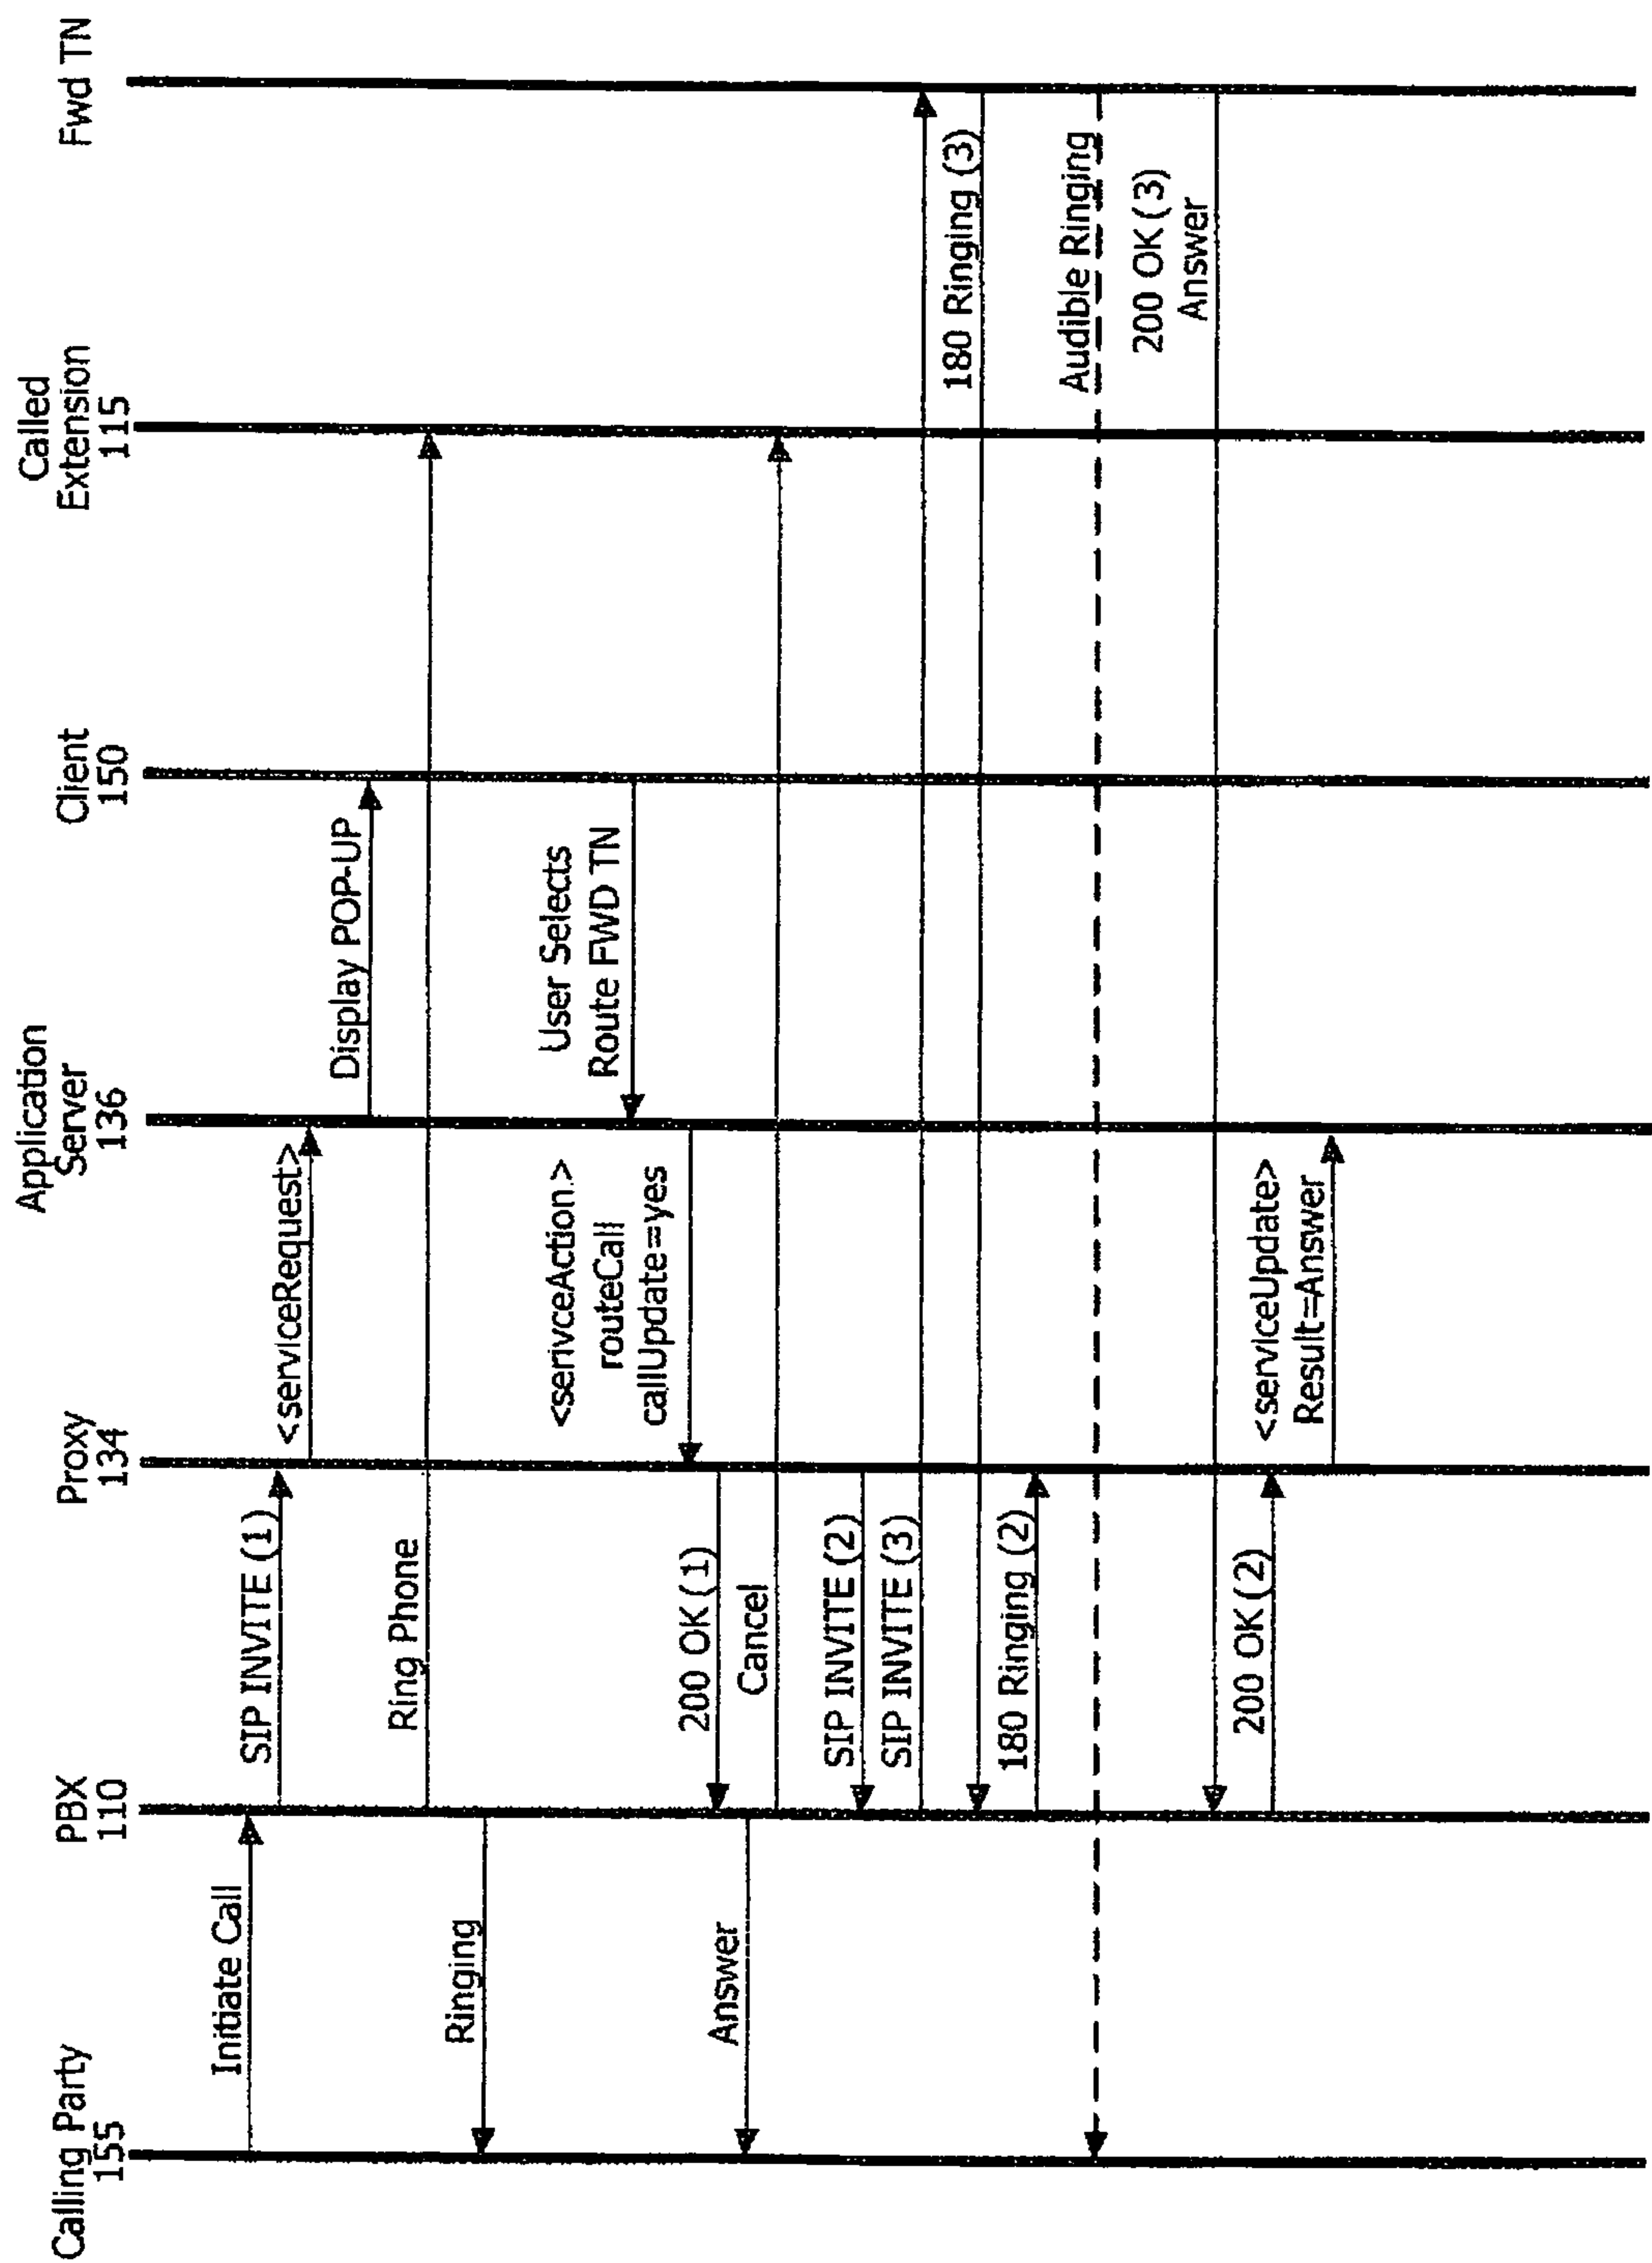 Calling Party
155
PBX
110
Proxy
134
Application
Server
136
Client
150
Called
Extension
115
Fwd TN
Initiate Call
SIP INVITE (1)
<serviceRequest>
Display POP-UP
Ring Phone
Ringing
User Selects
Route FWD TN
<serivceAction>
routeCall
callUpdate=yes
200 OK (1)
Answer
Cancel
SIP INVITE (2)
SIP INVITE (3)
180 Ringing (3)
180 Ringing (2)
Audible Ringing
200 OK (3)
Answer
200 OK (2)
<serviceUpdate>
Result=Answer